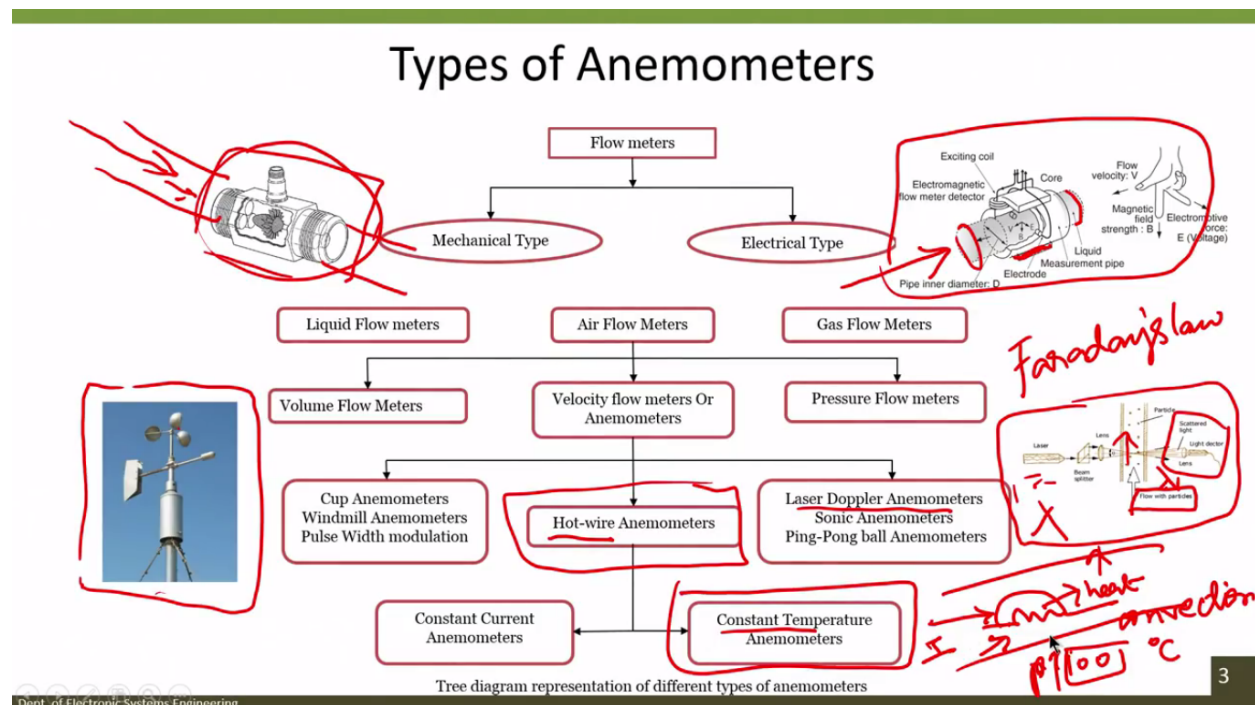 Types of Anemometers
Flow meters
Mechanical Type
Electrical Type
Exciting coil
Core
Electromagnetic
flow meter detector
Flow
velocity: V
Magnetic
field
strength : B
Electromotive
force:
E (Voltage)
Liquid
Measurement pipe
Electrode
Pipe inner diameter: D
V
B
E
Liquid Flow meters
Air Flow Meters
Gas Flow Meters
Faraday's law
Volume Flow Meters
Velocity flow meters Or
Anemometers
Pressure Flow meters
Particle
Scattered
light
Laser
Lens
Light dector
Beam
splitter
Lens
Flow with particles
Cup Anemometers
Windmill Anemometers
Pulse Width modulation
Hot-wire Anemometers
Laser Doppler Anemometers
Sonic Anemometers
Ping-Pong ball Anemometers
heat
convection
I
100 °C
Constant Current
Anemometers
Constant Temperature
Anemometers
Tree diagram representation of different types of anemometers
3
Dept. of Electronic Systems Engineering